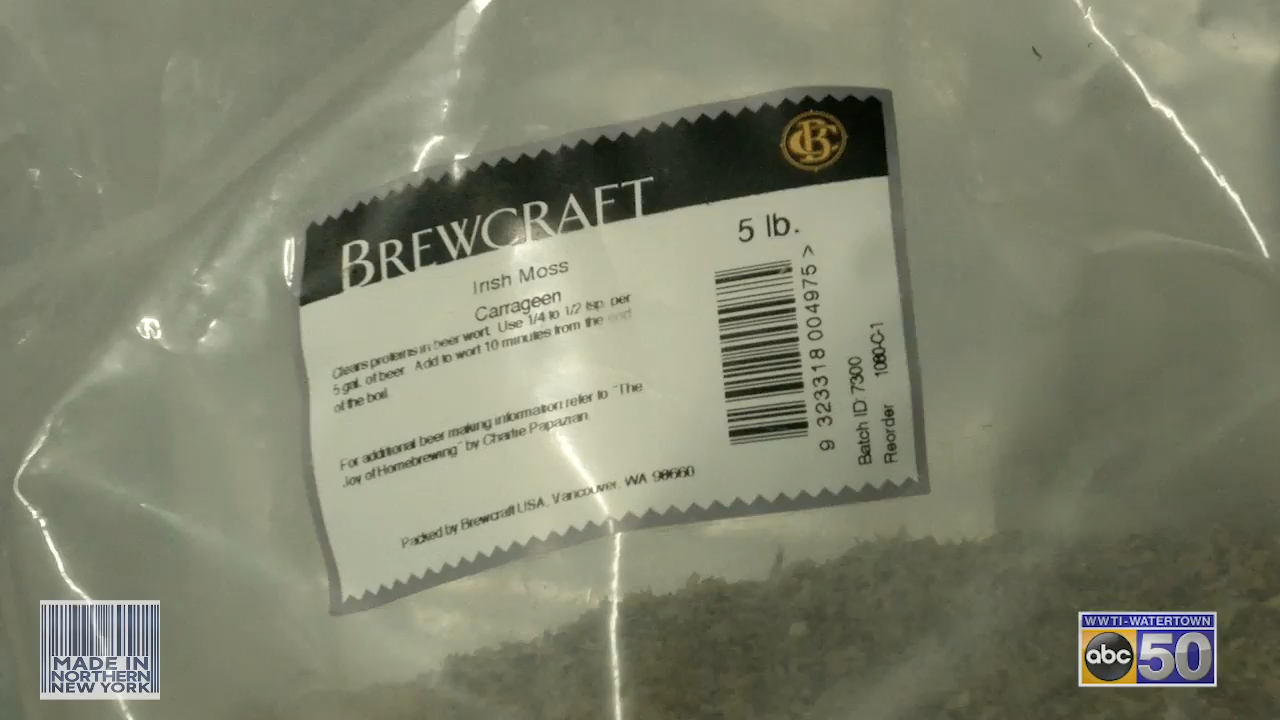 BREWCRAFT
Irish Moss
Carrageen
Clears proteins in beer wort. Use 1/4 to 1/2 tsp. per
5 gal. of beer. Add to wort 10 minutes from the end
of the boil.
For additional beer making information refer to "The
Joy of Homebrewing" by Charlie Papazian.
Packed by Brewcraft USA, Vancouver, WA 98660
5 lb.
9 323318 004975 >
Batch ID 7300
Reorder 1080-C-1
MADE IN
NORTHERN
NEW YORK
WWTI-WATERTOWN
abc 50